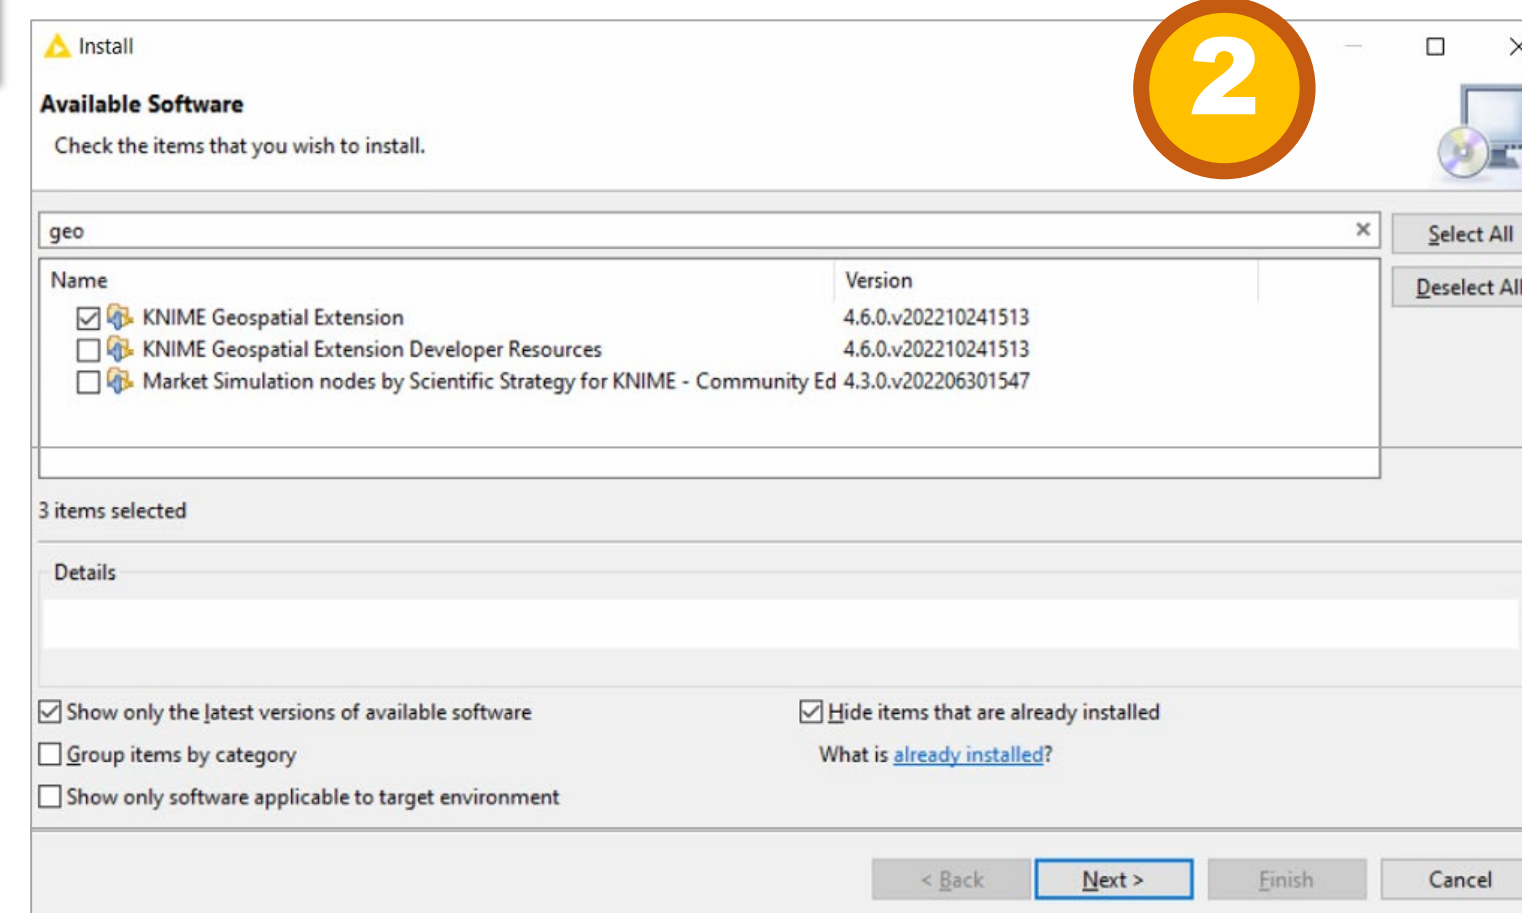 Install
2
Available Software
Check the items that you wish to install.
geo
Select All
Name Version
Deselect All
KNIME Geospatial Extension 4.6.0.v202210241513
KNIME Geospatial Extension Developer Resources 4.6.0.v202210241513
Market Simulation nodes by Scientific Strategy for KNIME - Community Ed 4.3.0.v202206301547
3 items selected
Details
Show only the latest versions of available software
Hide items that are already installed
Group items by category
What is already installed?
Show only software applicable to target environment
< Back Next > Finish Cancel